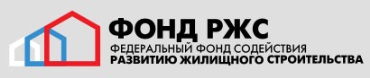 ФОНД РЖС
ФЕДЕРАЛЬНЫЙ ФОНД СОДЕЙСТВИЯ
РАЗВИТИЮ ЖИЛИЩНОГО СТРОИТЕЛЬСТВА